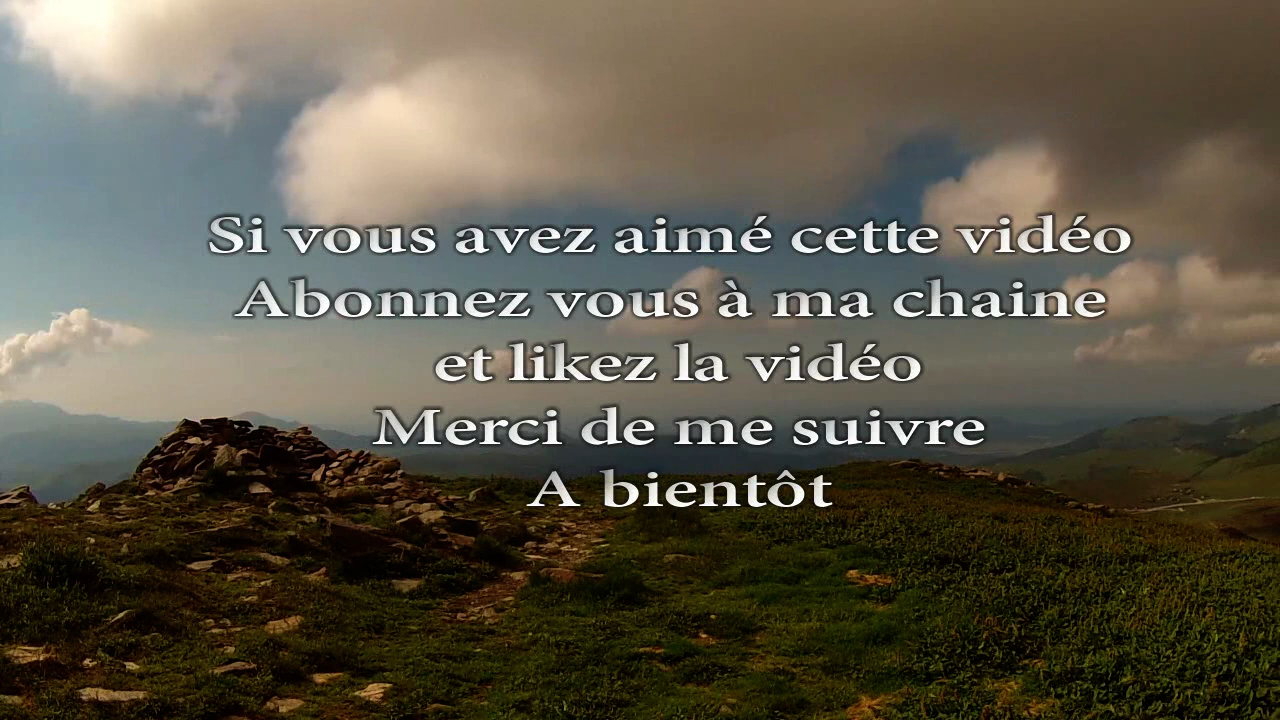 Si vous avez aimé cette vidéo
Abonnez vous à ma chaine
et likez la vidéo
Merci de me suivre
A bientôt